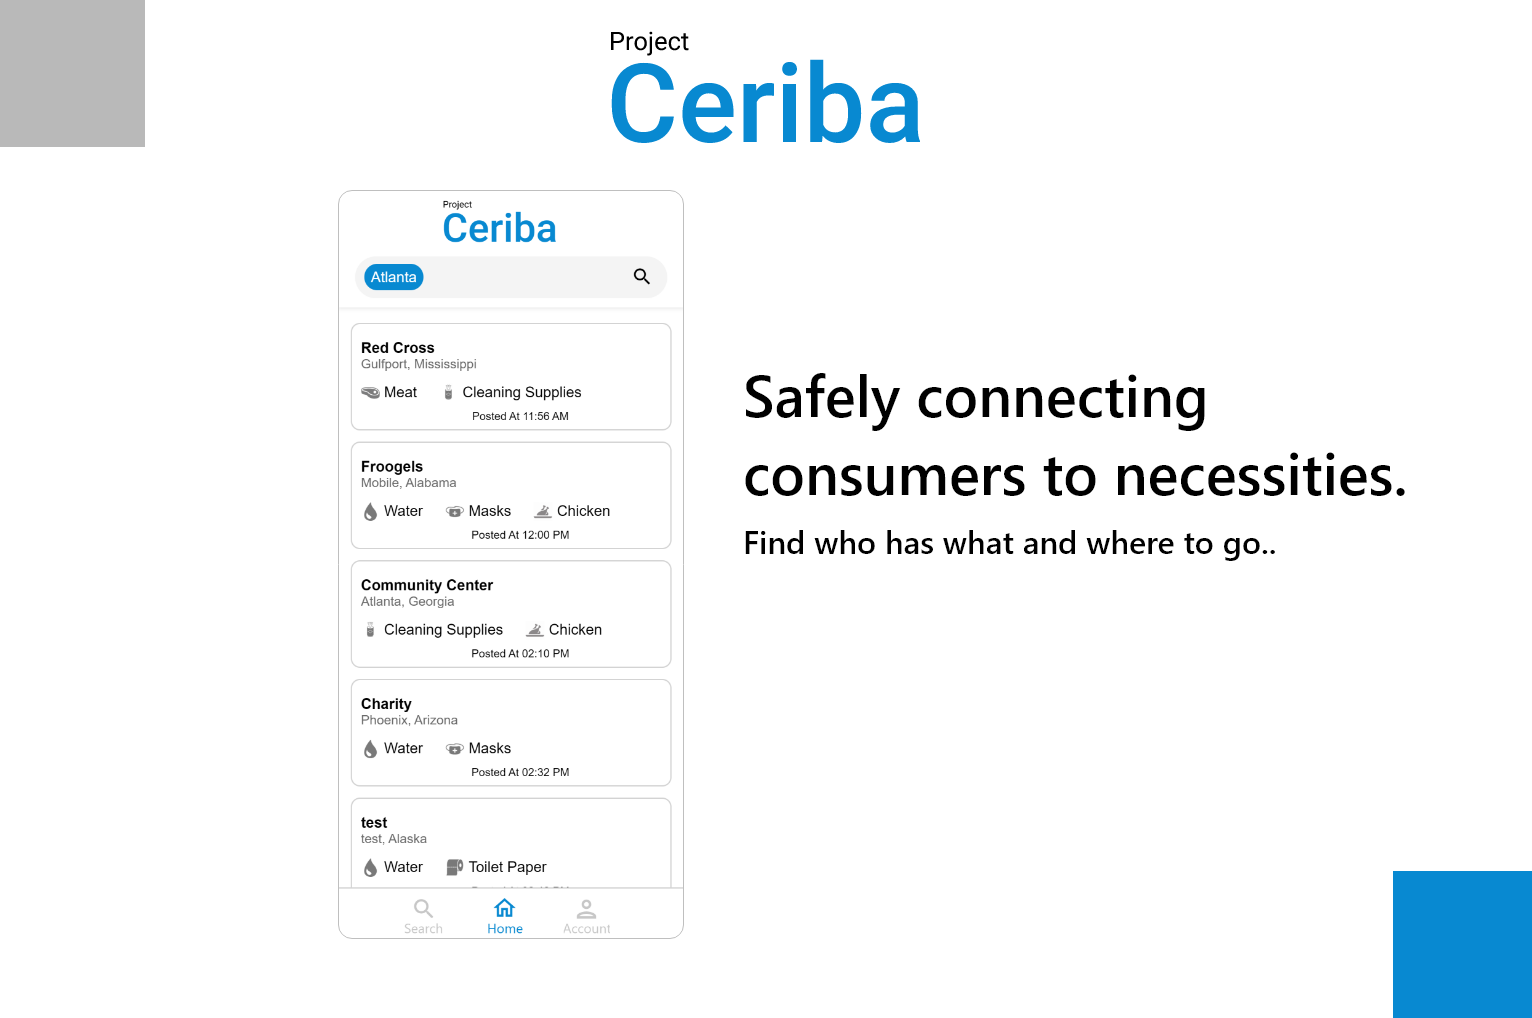 Project
Ceriba
Project
Ceriba
Atlanta
Red Cross
Gulfport, Mississippi
Meat Cleaning Supplies
Posted At 11:56 AM
Froogels
Mobile, Alabama
Water Masks Chicken
Posted At 12:00 PM
Community Center
Atlanta, Georgia
Cleaning Supplies Chicken
Posted At 02:10 PM
Charity
Phoenix, Arizona
Water Masks
Posted At 02:32 PM
test
test, Alaska
Water Toilet Paper
Search Home Account
Safely connecting
consumers to necessities.
Find who has what and where to go..